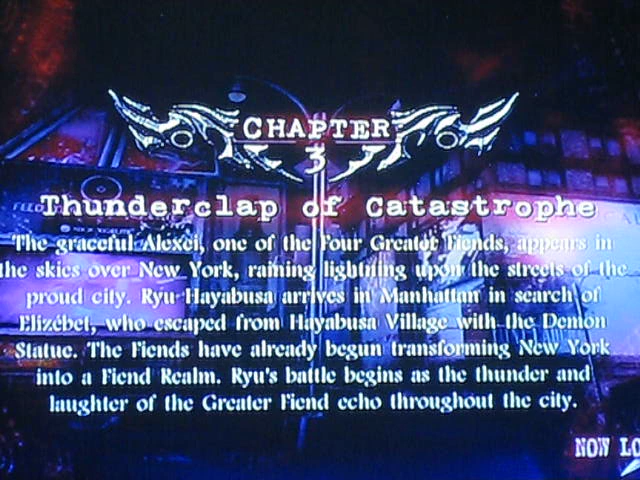 CHAPTER
3
Thunderclap of Catastrophe
The graceful Alexei, one of the Four Greater Fiends, appears in
the skies over New York, raining lightning upon the streets of the
proud city. Ryu Hayabusa arrives in Manhattan in search of
Elizébet, who escaped from Hayabusa Village with the Demon
Statue. The Fiends have already begun transforming New York
into a Fiend Realm. Ryu's battle begins as the thunder and
laughter of the Greater Fiend echo throughout the city.
NOW LO